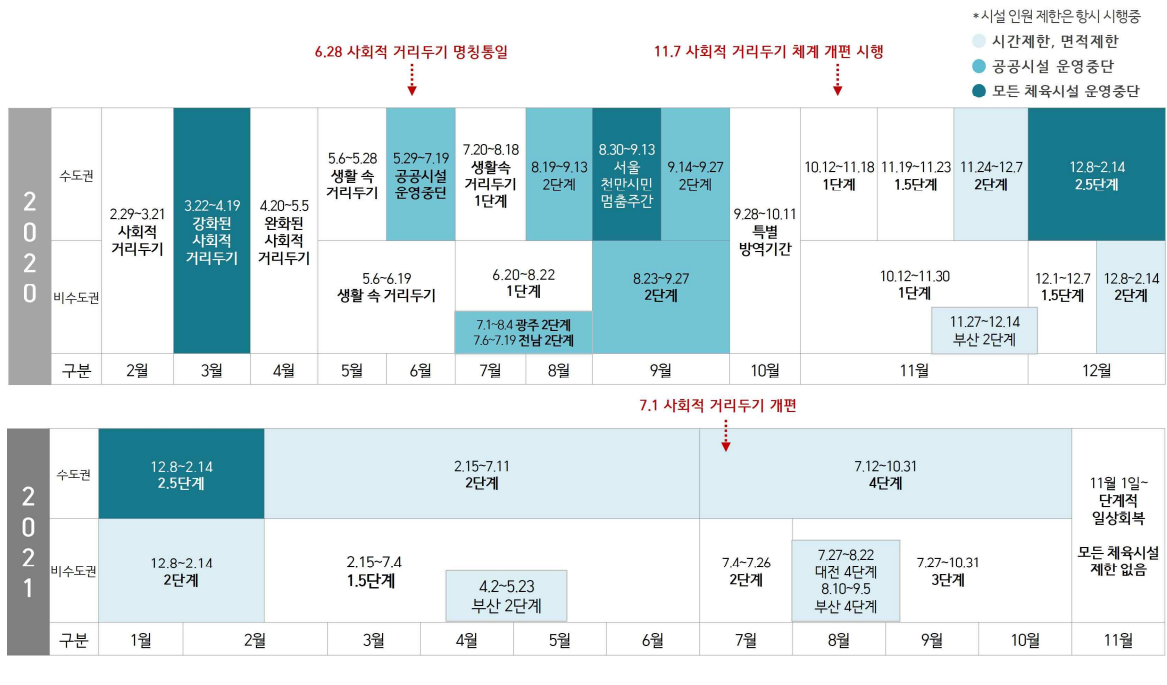 *시설 인원 제한은 항시 시행중
시간제한, 면적제한
공공시설 운영중단
모든 체육시설 운영중단
6.28 사회적 거리두기 명칭통일
11.7 사회적 거리두기 체계 개편 시행
2020
수도권
비수도권
2.29~3.21
사회적
거리두기
3.22~4.19
강화된
사회적
거리두기
4.20~5.5
완화된
사회적
거리두기
5.6~5.28
생활 속
거리두기
5.29~7.19
공공시설
운영중단
7.20~8.18
생활속
거리두기
1단계
8.19~9.13
2단계
8.30~9.13
서울
천만시민
멈춤주간
9.14~9.27
2단계
9.28~10.11
특별
방역기간
10.12~11.18
1단계
11.19~11.23
1.5단계
11.24~12.7
2단계
12.8~2.14
2.5단계
5.6~6.19
생활 속 거리두기
6.20~8.22
1단계
7.1~8.4 광주 2단계
7.6~7.19 전남 2단계
8.23~9.27
2단계
10.12~11.30
1단계
11.27~12.14
부산 2단계
12.1~12.7
1.5단계
12.8~2.14
2단계
구분
2월
3월
4월
5월
6월
7월
8월
9월
10월
11월
12월
7.1 사회적 거리두기 개편
2021
수도권
12.8~2.14
2.5단계
2.15~7.11
2단계
7.12~10.31
4단계
11월 1일~
단계적
일상회복
모든 체육시설
제한 없음
비수도권
12.8~2.14
2단계
2.15~7.4
1.5단계
4.2~5.23
부산 2단계
7.4~7.26
2단계
7.27~8.22
대전 4단계
8.10~9.5
부산 4단계
7.27~10.31
3단계
구분
1월
2월
3월
4월
5월
6월
7월
8월
9월
10월
11월